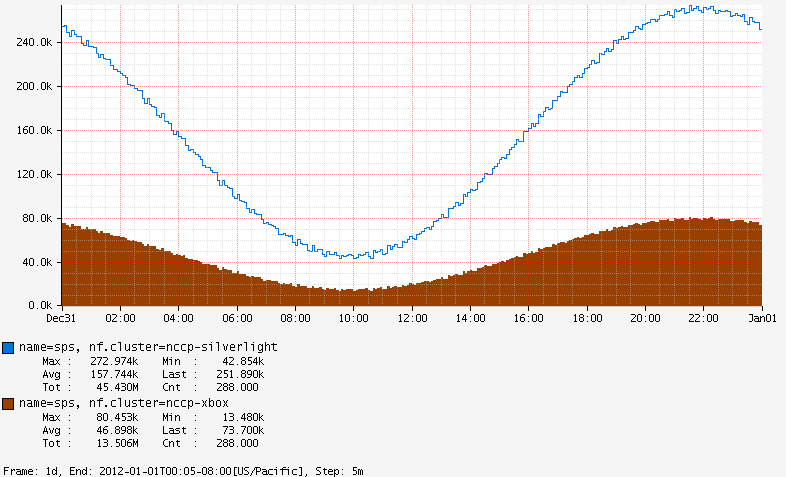 240.0k
200.0k
160.0k
120.0k
80.0k
40.0k
0.0k
Dec31 02:00 04:00 06:00 08:00 10:00 12:00 14:00 16:00 18:00 20:00 22:00 Jan01
name=sps, nf.cluster=nccp-silverlight
Max : 272.974k Min : 42.854k
Avg : 157.744k Last : 251.890k
Tot : 45.430M Cnt : 288.000
name=sps, nf.cluster=nccp-xbox
Max : 80.453k Min : 13.480k
Avg : 46.898k Last : 73.700k
Tot : 13.506M Cnt : 288.000
Frame: 1d, End: 2012-01-01T00:05-08:00[US/Pacific], Step: 5m